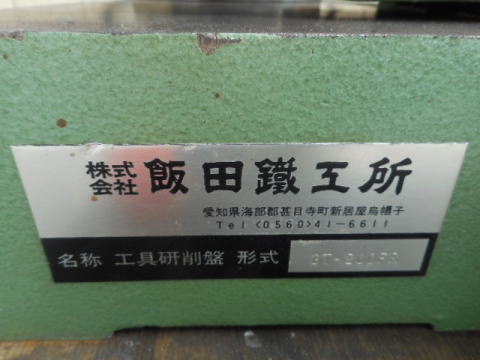 株式会社 飯田鐵工所
愛知県海部郡甚目寺町新居屋烏帽子
Tel <0560>41-6611
名称 工具研削盤 形式